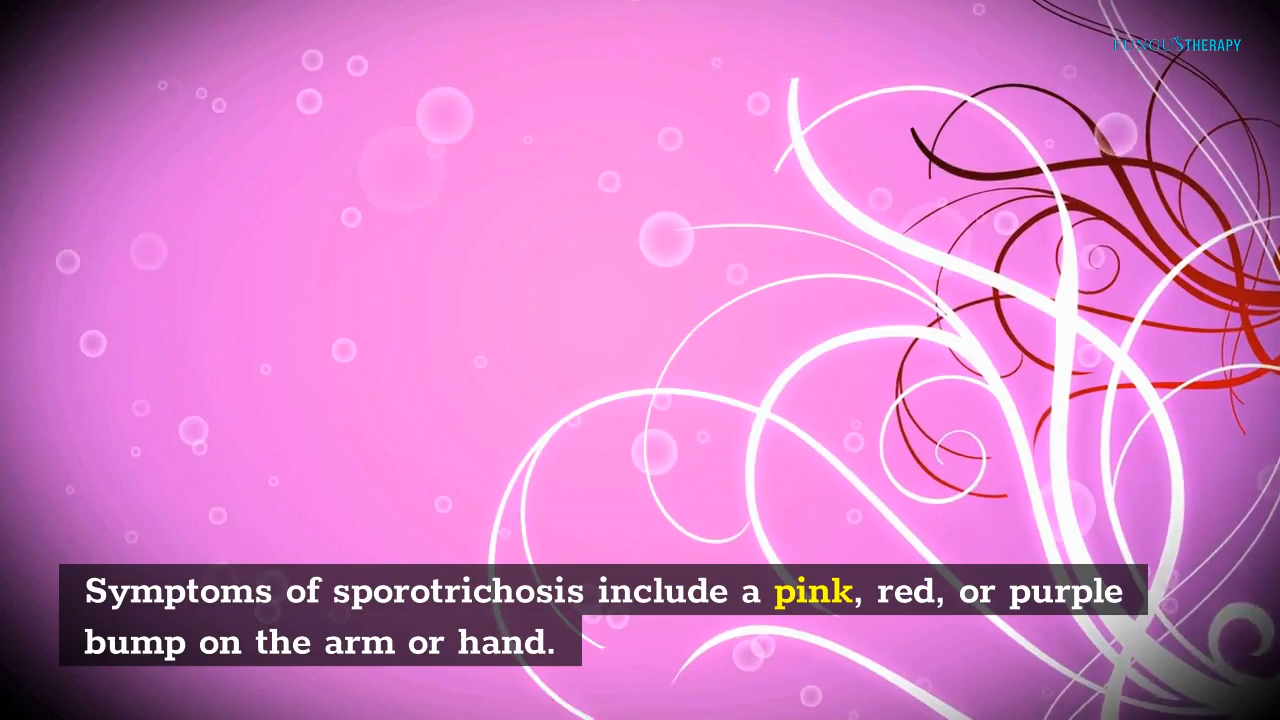 FUNGUSTHERAPY
Symptoms of sporotrichosis include a pink, red, or purple
bump on the arm or hand.